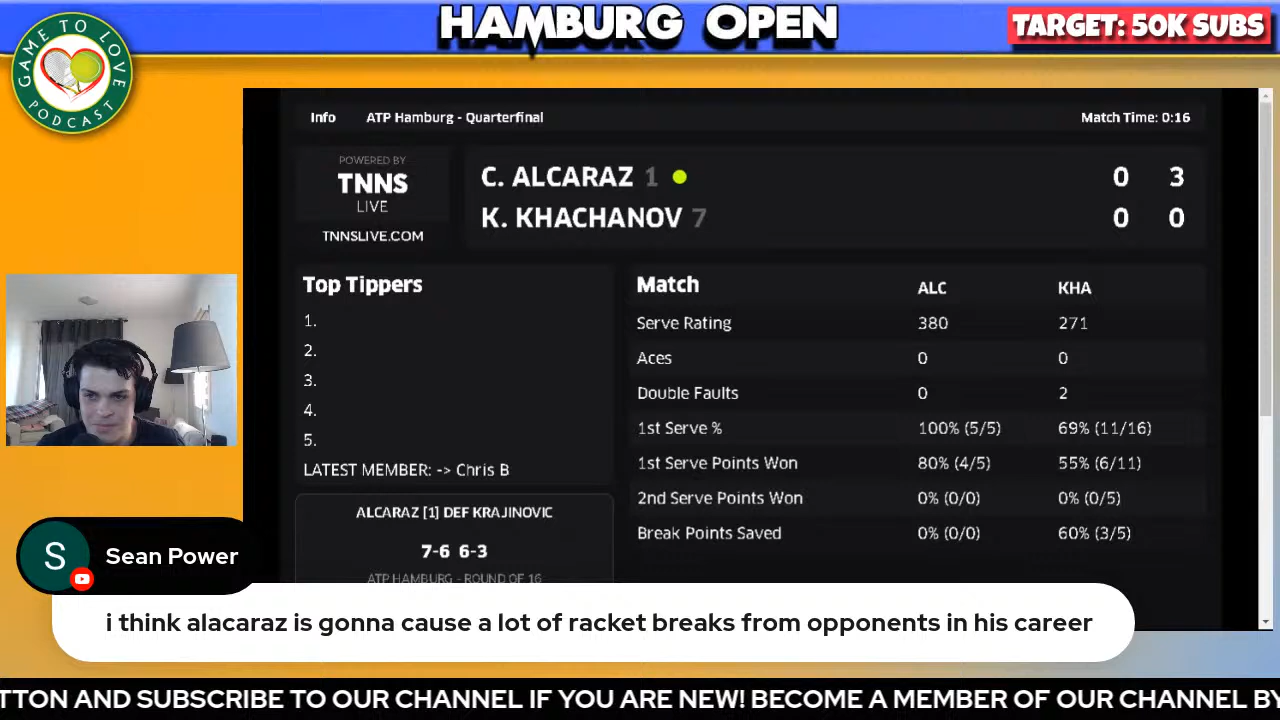 GAME TO LOVE
PODCAST
HAMBURG OPEN
TARGET: 50K SUBS
Info ATP Hamburg - Quarterfinal Match Time: 0:16
POWERED BY
TNNS
LIVE
TNNSLIVE.COM
C. ALCARAZ 1 0 3
K. KHACHANOV 7 0 0
Top Tippers
1.
2.
3.
4.
5.
LATEST MEMBER: -> Chris B
ALCARAZ [1] DEF KRAJINOVIC
7-6 6-3
ATP HAMBURG - ROUND OF 16
Match ALC KHA
Serve Rating 380 271
Aces 0 0
Double Faults 0 2
1st Serve % 100% (5/5) 69% (11/16)
1st Serve Points Won 80% (4/5) 55% (6/11)
2nd Serve Points Won 0% (0/0) 0% (0/5)
Break Points Saved 0% (0/0) 60% (3/5)
S Sean Power
i think alacaraz is gonna cause a lot of racket breaks from opponents in his career
TTON AND SUBSCRIBE TO OUR CHANNEL IF YOU ARE NEW! BECOME A MEMBER OF OUR CHANNEL BY